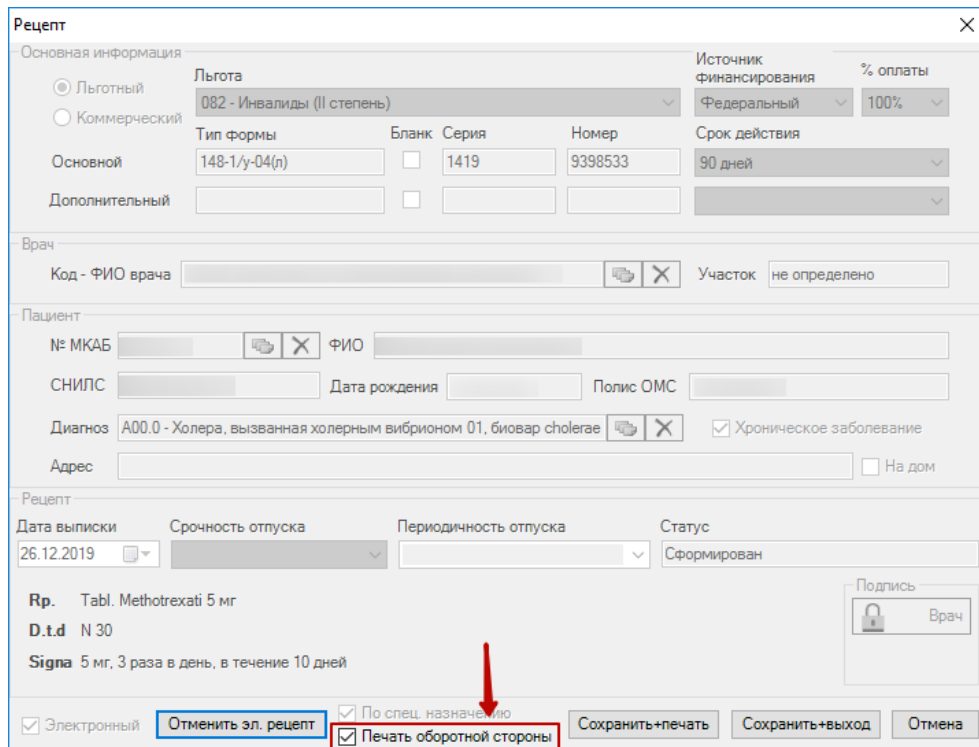 Рецепт
Основная информация
Льготный
Коммерческий
Льгота
Источник финансирования
% оплаты
082 - Инвалиды (II степень)
Федеральный
100%
Тип формы Бланк Серия Номер Срок действия
Основной 148-1/у-04(л) 1419 9398533 90 дней
Дополнительный
Врач
Код - ФИО врача Участок не определено
Пациент
№ МКАБ ФИО
СНИЛС Дата рождения Полис ОМС
Диагноз A00.0 - Холера, вызванная холерным вибрионом 01, биовар cholerae Хроническое заболевание
Адрес На дом
Рецепт
Дата выписки Срочность отпуска Периодичность отпуска Статус
26.12.2019 Сформирован
Rp. Tabl. Methotrexati 5 мг
D.t.d N 30
Signa 5 мг, 3 раза в день, в течение 10 дней
Подпись
Врач
Электронный Отменить эл. рецепт
По спец. назначению
Печать оборотной стороны
Сохранить+печать Сохранить+выход Отмена